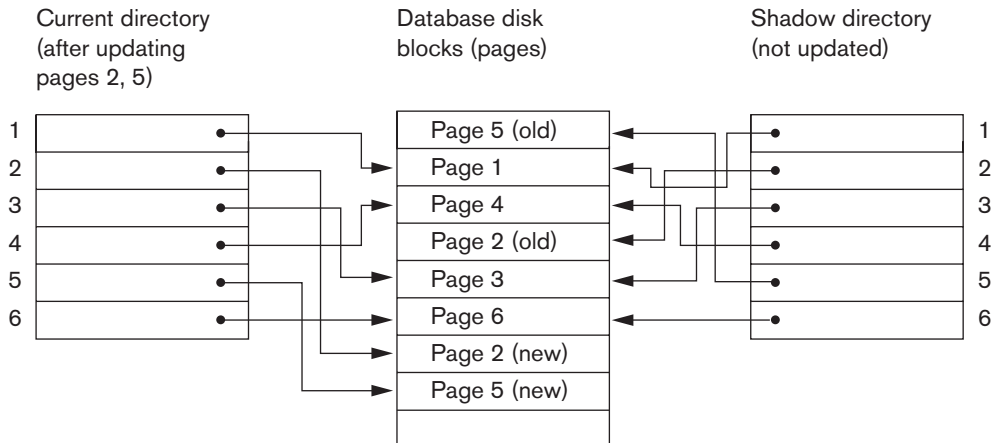 Current directory
(after updating
pages 2, 5)
Database disk
blocks (pages)
Shadow directory
(not updated)
1
2
3
4
5
6
Page 5 (old)
Page 1
Page 4
Page 2 (old)
Page 3
Page 6
Page 2 (new)
Page 5 (new)
1
2
3
4
5
6